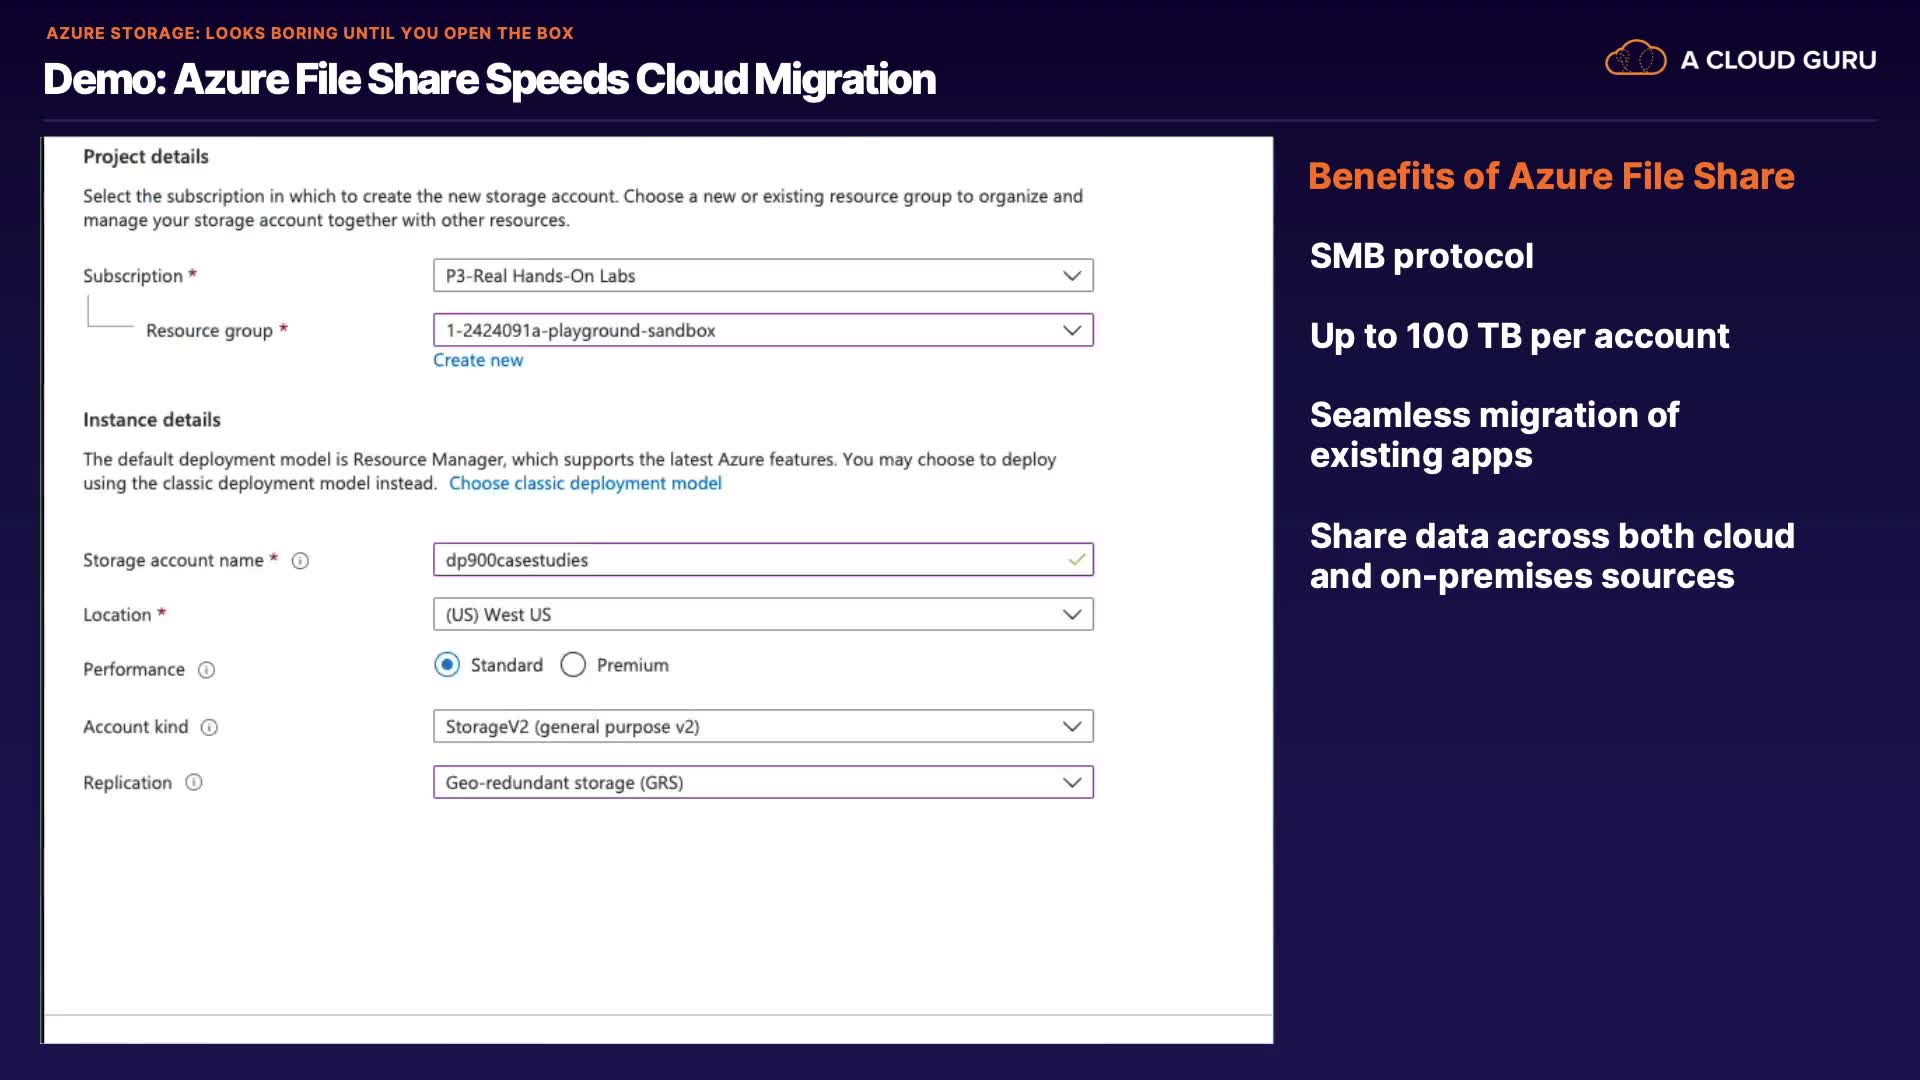 AZURE STORAGE: LOOKS BORING UNTIL YOU OPEN THE BOX
Demo: Azure File Share Speeds Cloud Migration
A CLOUD GURU
Project details
Select the subscription in which to create the new storage account. Choose a new or existing resource group to organize and
manage your storage account together with other resources.
Subscription *
P3-Real Hands-On Labs
Resource group *
1-2424091a-playground-sandbox
Create new
Instance details
The default deployment model is Resource Manager, which supports the latest Azure features. You may choose to deploy
using the classic deployment model instead. Choose classic deployment model
Storage account name *
dp900casestudies
Location *
(US) West US
Performance
Standard
Premium
Account kind
StorageV2 (general purpose v2)
Replication
Geo-redundant storage (GRS)
Benefits of Azure File Share
SMB protocol
Up to 100 TB per account
Seamless migration of
existing apps
Share data across both cloud
and on-premises sources